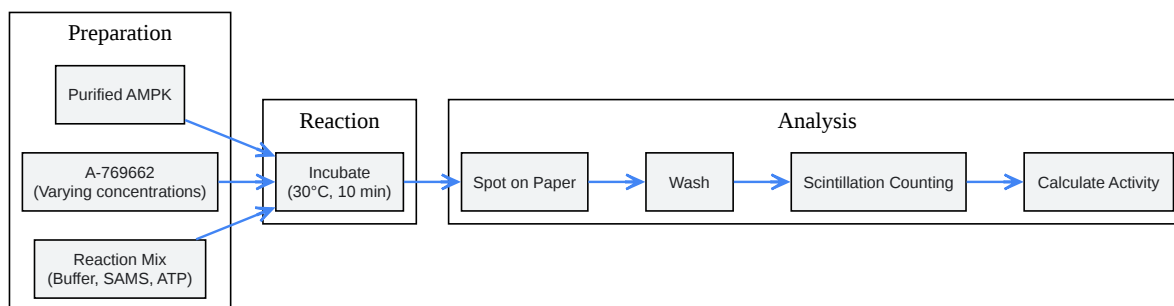 Preparation
Purified AMPK
A-769662
(Varying concentrations)
Reaction Mix
(Buffer, SAMS, ATP)
Reaction
Incubate
(30°C, 10 min)
Analysis
Spot on Paper
Wash
Scintillation Counting
Calculate Activity